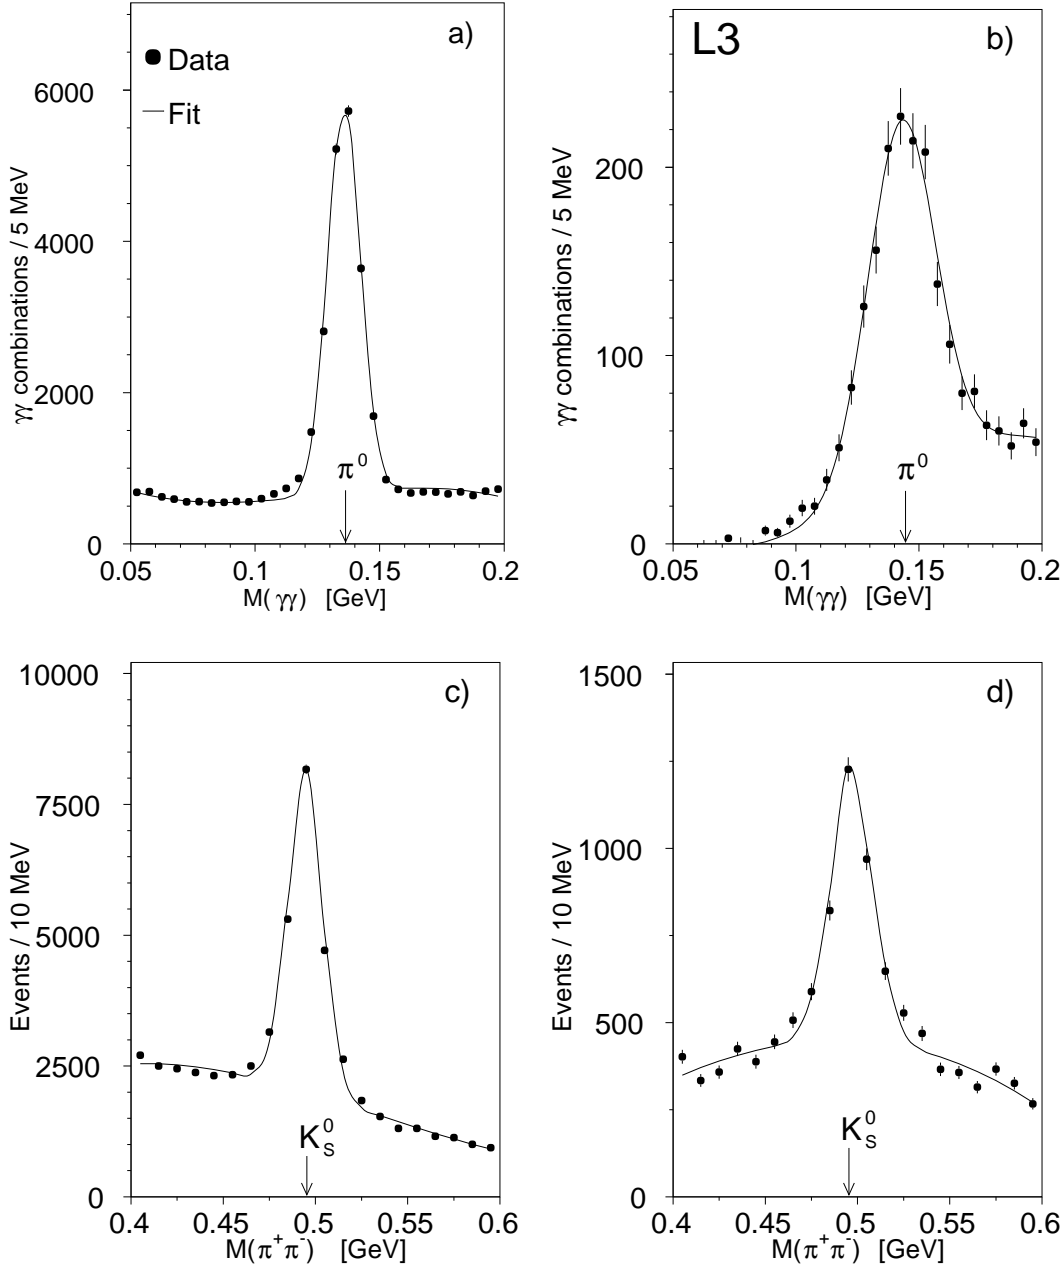 a)
Data
Fit
γγ combinations / 5 MeV
6000
4000
2000
0
π⁰
0.05 0.1 0.15 0.2
M(γγ) [GeV]
L3
b)
γγ combinations / 5 MeV
200
100
0
π⁰
0.05 0.1 0.15 0.2
M(γγ) [GeV]
c)
Events / 10 MeV
10000
7500
5000
2500
0
K⁰_S
0.4 0.45 0.5 0.55 0.6
M(π⁺π⁻) [GeV]
d)
Events / 10 MeV
1500
1000
500
0
K⁰_S
0.4 0.45 0.5 0.55 0.6
M(π⁺π⁻) [GeV]